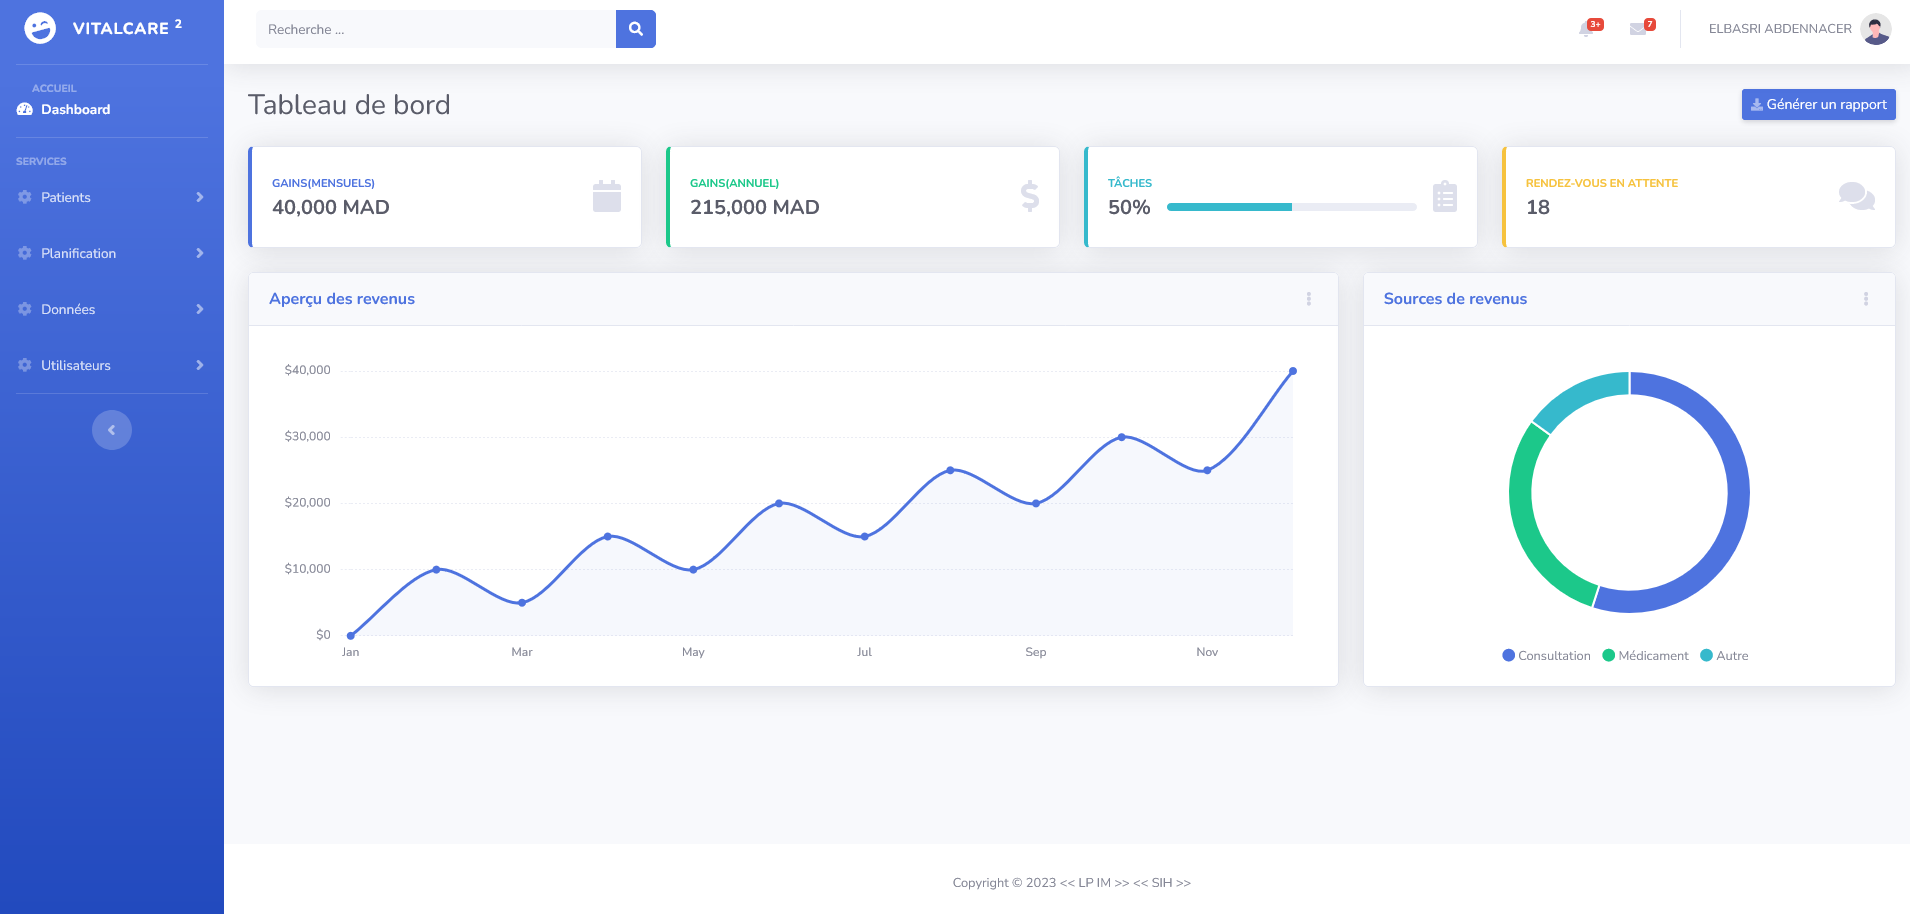 VITALCARE 2
ACCUEIL
Dashboard
SERVICES
Patients
Planification
Données
Utilisateurs
Recherche ...
3+
7
ELBASRI ABDENNACER
Tableau de bord
Générer un rapport
GAINS(MENSUELS)
40,000 MAD
GAINS(ANNUEL)
215,000 MAD
TÂCHES
50%
RENDEZ-VOUS EN ATTENTE
18
Aperçu des revenus
$40,000
$30,000
$20,000
$10,000
$0
Jan Mar May Jul Sep Nov
Sources de revenus
Consultation Médicament Autre
Copyright © 2023 << LP IM >> << SIH >>